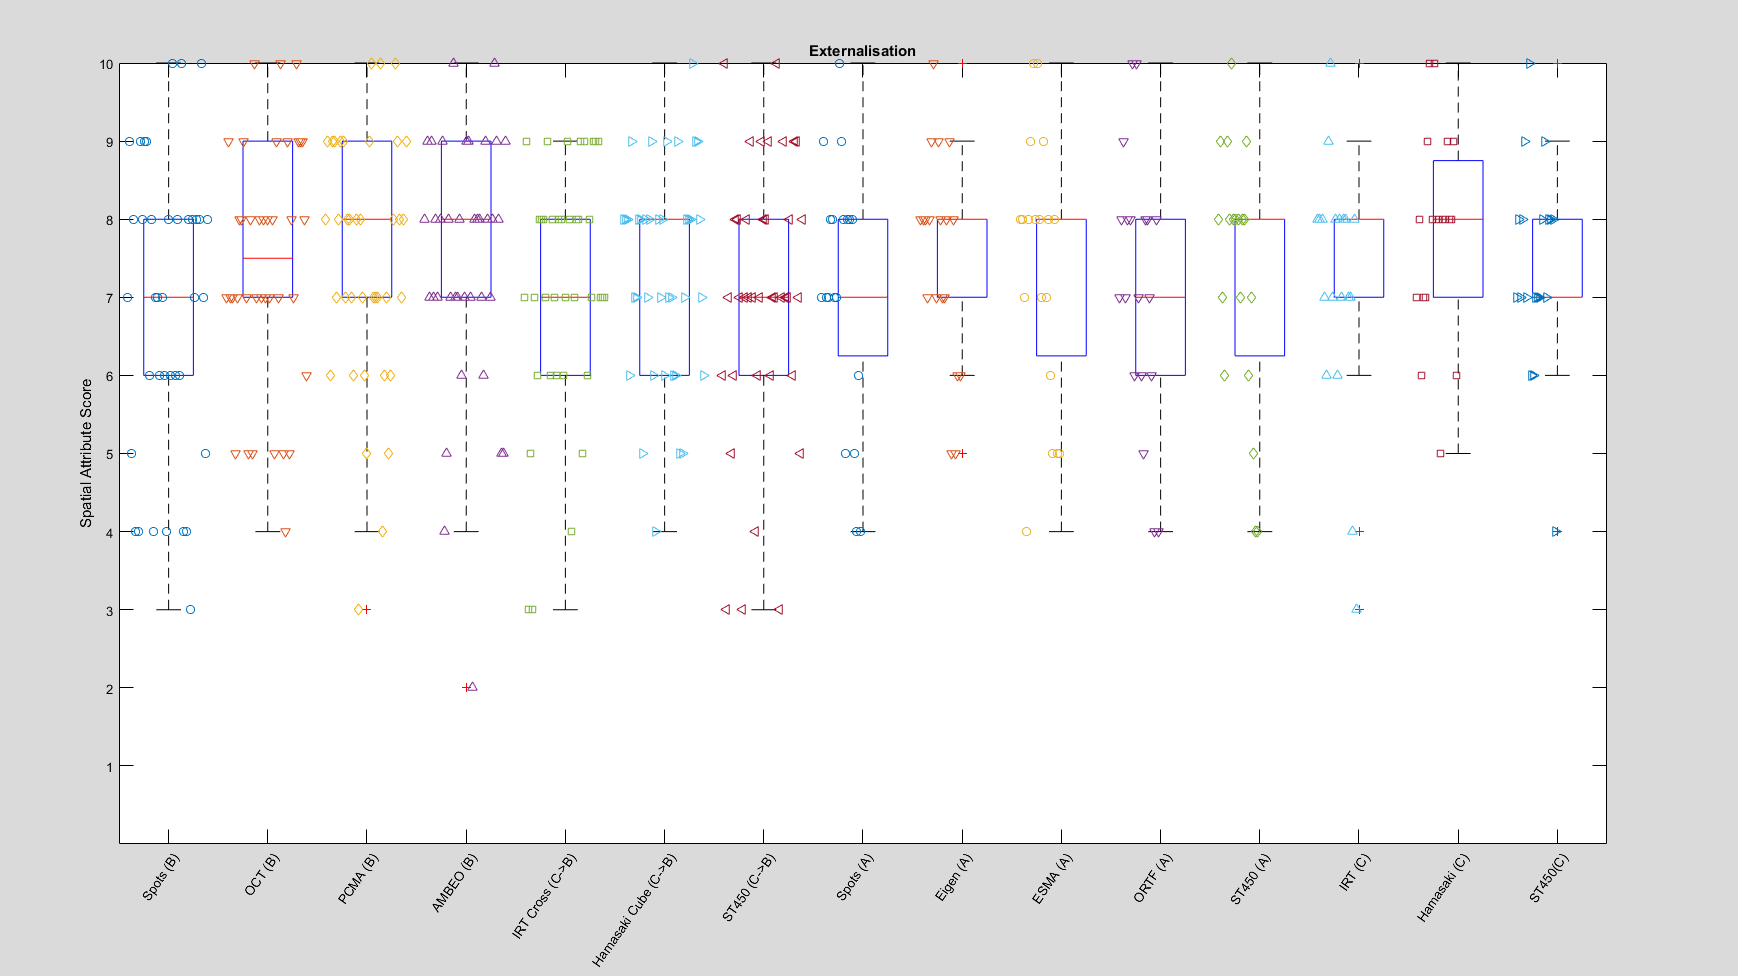 Externalisation
Spatial Attribute Score
10
9
8
7
6
5
4
3
2
1
Spots (B)
OCT (B)
PCMA (B)
AMBEO (B)
IRT Cross (C->B)
Hamasaki Cube (C->B)
ST450 (C->B)
Spots (A)
Eigen (A)
ESMA (A)
ORTF (A)
ST450 (A)
IRT (C)
Hamasaki (C)
ST450(C)